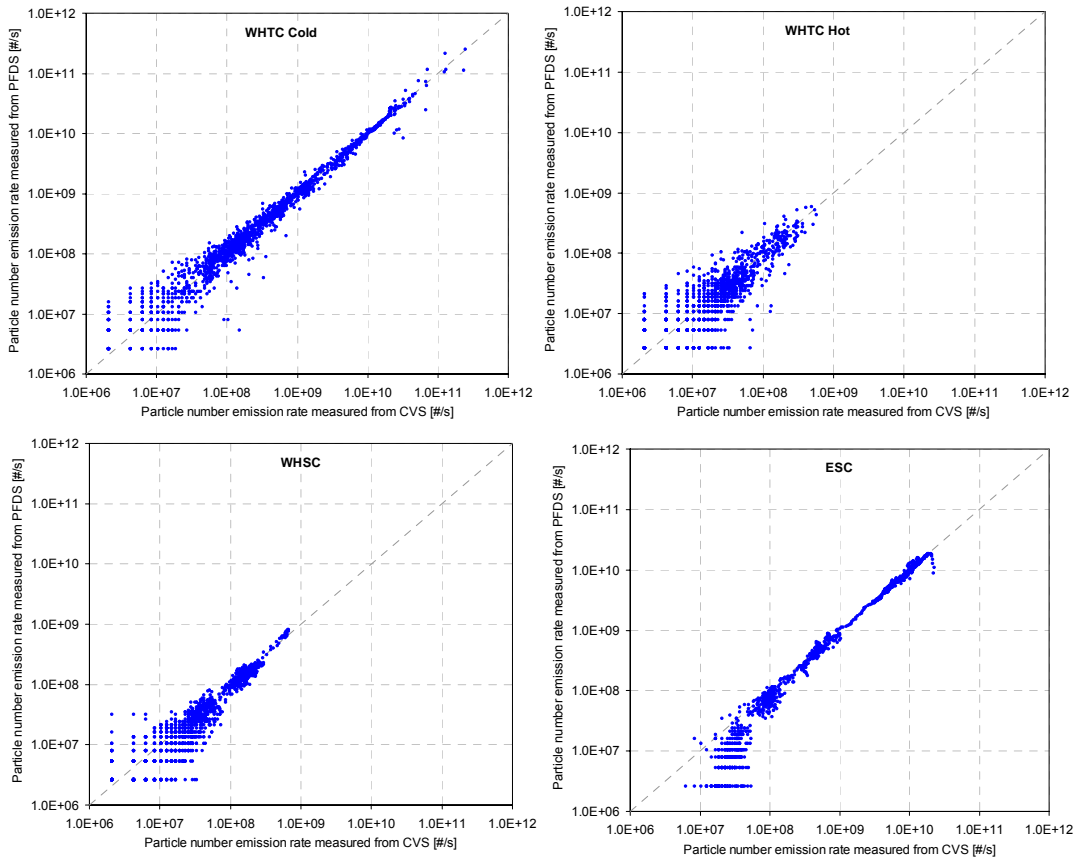 WHTC Cold
Particle number emission rate measured from PFDS [#/s]
1.0E+12
1.0E+11
1.0E+10
1.0E+09
1.0E+08
1.0E+07
1.0E+06
1.0E+06 1.0E+07 1.0E+08 1.0E+09 1.0E+10 1.0E+11 1.0E+12
Particle number emission rate measured from CVS [#/s]
WHTC Hot
Particle number emission rate measured from PFDS [#/s]
1.0E+12
1.0E+11
1.0E+10
1.0E+09
1.0E+08
1.0E+07
1.0E+06
1.0E+06 1.0E+07 1.0E+08 1.0E+09 1.0E+10 1.0E+11 1.0E+12
Particle number emission rate measured from CVS [#/s]
WHSC
Particle number emission rate measured from PFDS [#/s]
1.0E+12
1.0E+11
1.0E+10
1.0E+09
1.0E+08
1.0E+07
1.0E+06
1.0E+06 1.0E+07 1.0E+08 1.0E+09 1.0E+10 1.0E+11 1.0E+12
Particle number emission rate measured from CVS [#/s]
ESC
Particle number emission rate measured from PFDS [#/s]
1.0E+12
1.0E+11
1.0E+10
1.0E+09
1.0E+08
1.0E+07
1.0E+06
1.0E+06 1.0E+07 1.0E+08 1.0E+09 1.0E+10 1.0E+11 1.0E+12
Particle number emission rate measured from CVS [#/s]